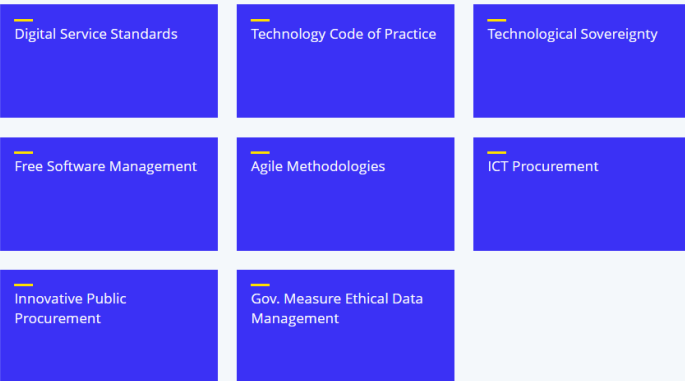 Digital Service Standards
Technology Code of Practice
Technological Sovereignty
Free Software Management
Agile Methodologies
ICT Procurement
Innovative Public
Procurement
Gov. Measure Ethical Data
Management